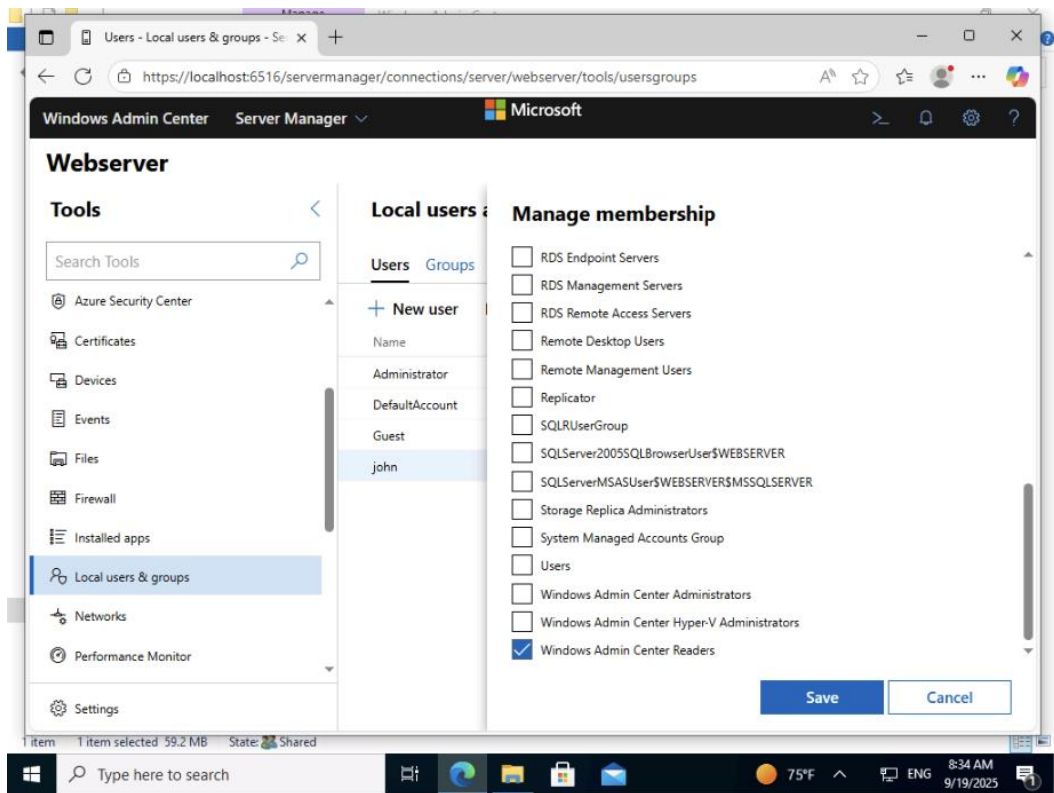 Manage
Users - Local users & groups - Se
https://localhost:6516/servermanager/connections/server/webserver/tools/usersgroups
Windows Admin Center Server Manager
Microsoft
Webserver
Tools
Search Tools
Azure Security Center
Certificates
Devices
Events
Files
Firewall
Installed apps
Local users & groups
Networks
Performance Monitor
Settings
Local users a
Users Groups
New user
Name
Administrator
DefaultAccount
Guest
john
Manage membership
RDS Endpoint Servers
RDS Management Servers
RDS Remote Access Servers
Remote Desktop Users
Remote Management Users
Replicator
SQLRUserGroup
SQLServer2005SQLBrowserUser$WEBSERVER
SQLServerMSASUser$WEBSERVER$MSSQLSERVER
Storage Replica Administrators
System Managed Accounts Group
Users
Windows Admin Center Administrators
Windows Admin Center Hyper-V Administrators
Windows Admin Center Readers
Save Cancel
1 item 1 item selected 59.2 MB State: Shared
Type here to search
75°F
ENG
8:34 AM
9/19/2025
1